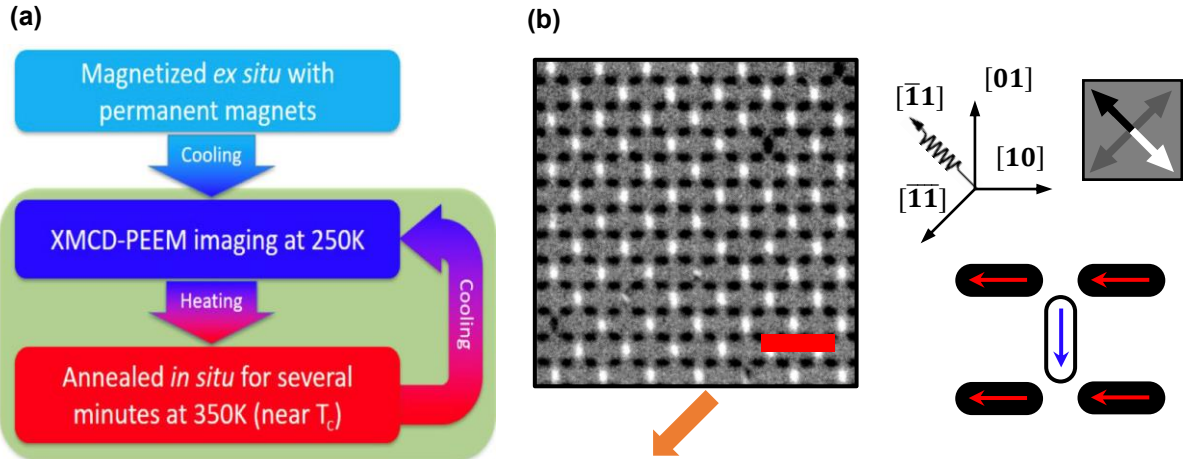 (a)
Magnetized ex situ with
permanent magnets
Cooling
XMCD-PEEM imaging at 250K
Heating
Cooling
Annealed in situ for several
minutes at 350K (near T_c)
(b)
[1̅1]
[01]
[10]
[1̅1̅]